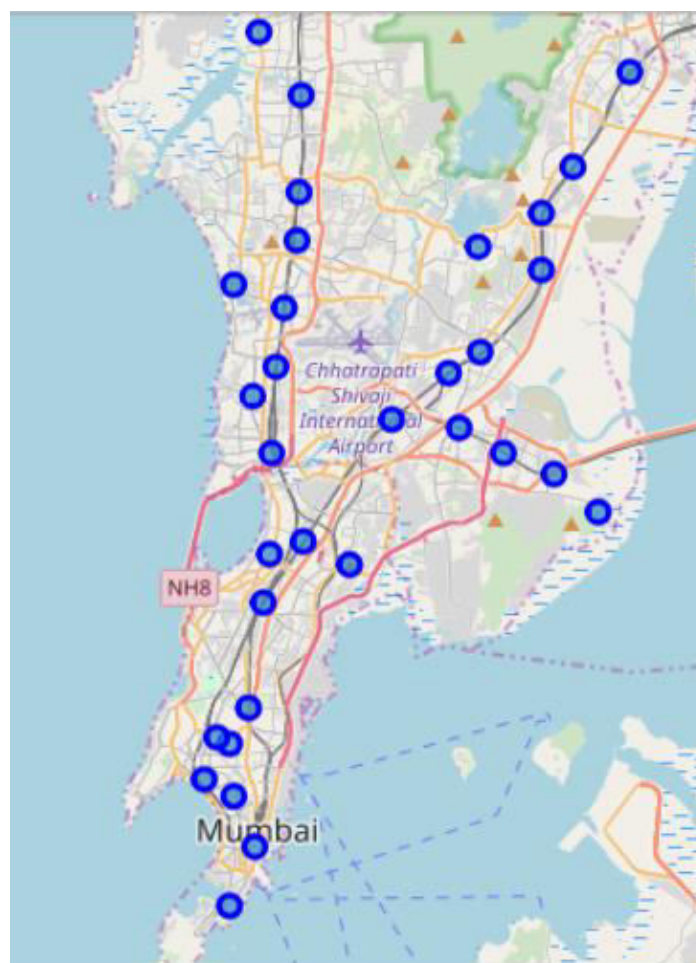 Chhatrapati
Shivaji
International
Airport
NH8
Mumbai